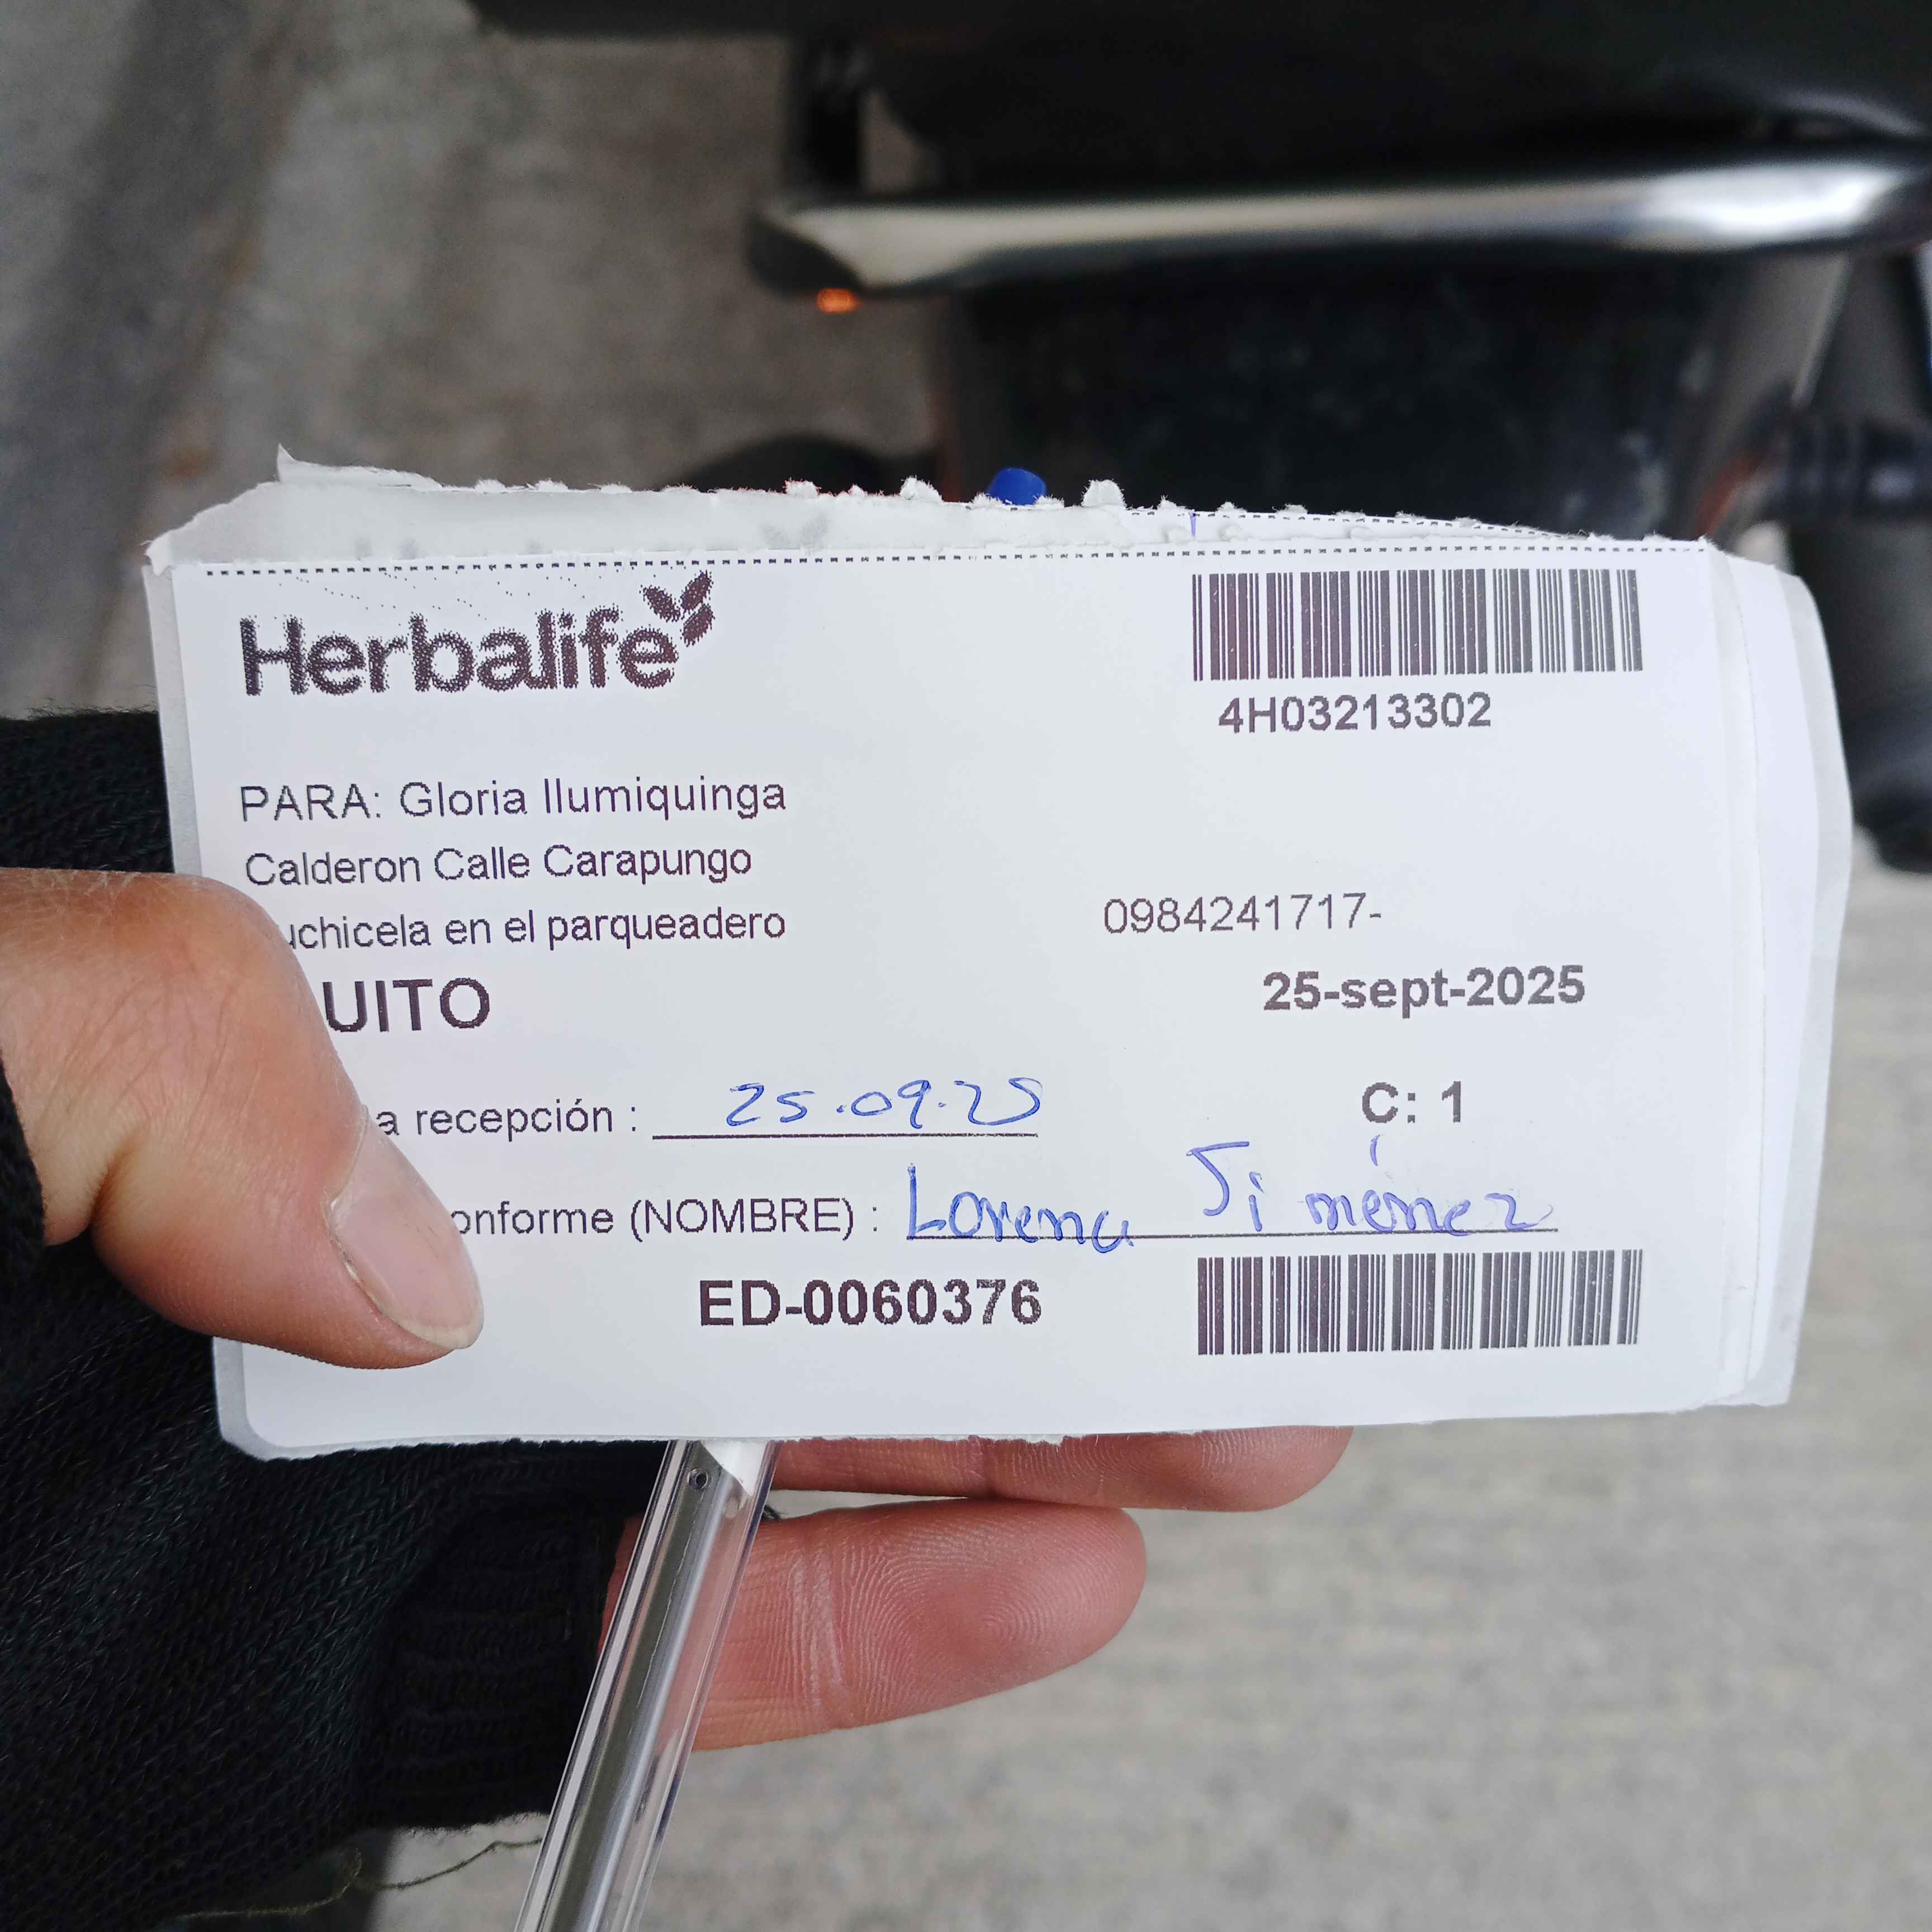 Herbalife
4H03213302
PARA: Gloria Ilumiquinga
Calderon Calle Carapungo
uchicela en el parqueadero
0984241717-
UITO
25-sept-2025
a recepción : 25.09.25
C: 1
onforme (NOMBRE) : Lorena Jiménez
ED-0060376